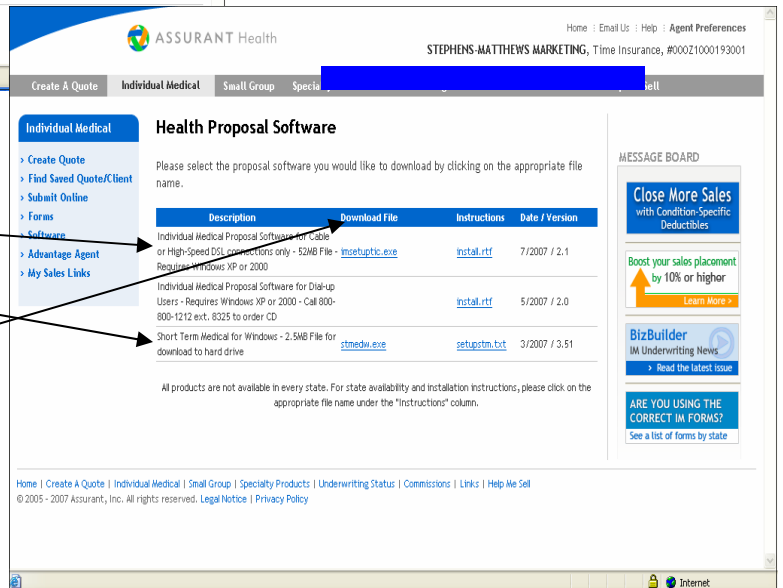 ASSURANT Health
Home Email Us Help Agent Preferences
STEPHENS-MATTHEWS MARKETING, Time Insurance, #000Z1000193001
Create A Quote Individual Medical Small Group
Individual Medical
› Create Quote
› Find Saved Quote/Client
› Submit Online
› Forms
› Software
› Advantage Agent
› My Sales Links
Health Proposal Software
Please select the proposal software you would like to download by clicking on the appropriate file
name.
Description Download File Instructions Date / Version
Individual Medical Proposal Software for Cable
or High-Speed DSL connections only - 52MB File - imsetuptic.exe install.rtf 7/2007 / 2.1
Requires Windows XP or 2000
Individual Medical Proposal Software for Dial-up
Users - Requires Windows XP or 2000 - Call 800- install.rtf 5/2007 / 2.0
800-1212 ext. 8325 to order CD
Short Term Medical for Windows - 2.5MB File for
download to hard drive stmedw.exe setupstm.txt 3/2007 / 3.51
All products are not available in every state. For state availability and installation instructions, please click on the
appropriate file name under the "Instructions" column.
MESSAGE BOARD
Close More Sales
with Condition-Specific
Deductibles
Boost your sales placement
by 10% or higher
Learn More >
BizBuilder
IM Underwriting News
> Read the latest issue
ARE YOU USING THE
CORRECT IM FORMS?
See a list of forms by state
Home | Create A Quote | Individual Medical | Small Group | Specialty Products | Underwriting Status | Commissions | Links | Help Me Sell
© 2005 - 2007 Assurant, Inc. All rights reserved. Legal Notice | Privacy Policy
Internet